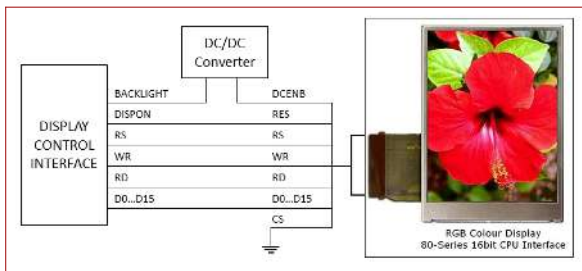 DC/DC
Converter
BACKLIGHT DCENB
DISPON RES
DISPLAY
CONTROL
INTERFACE
RS RS
WR WR
RD RD
D0...D15 D0...D15
CS
RGB Colour Display
80-Series 16bit CPU Interface